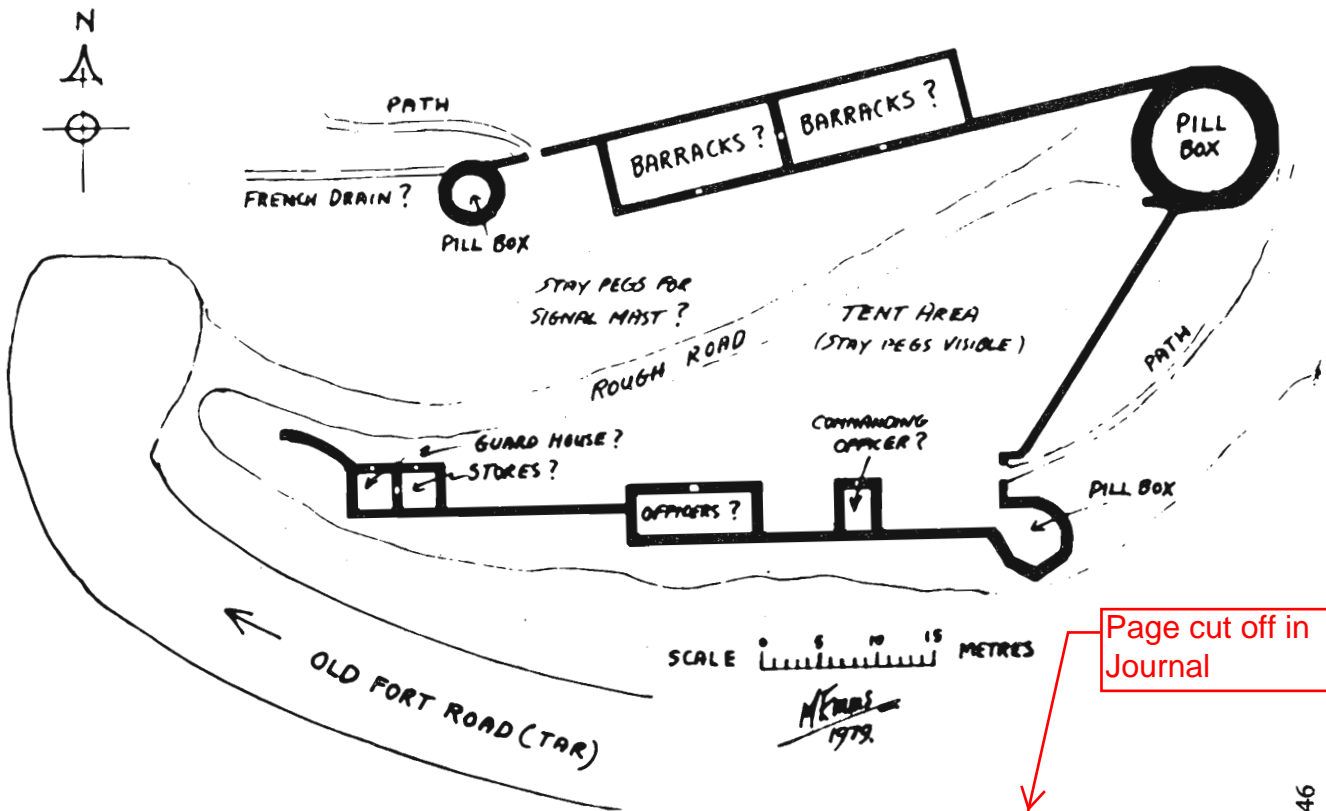 N
PATH
BARRACKS ?
BARRACKS ?
PILL
BOX
FRENCH DRAIN ?
PILL BOX
STAY PEGS FOR
SIGNAL MAST ?
TENT AREA
(STAY PEGS VISIBLE)
ROUGH ROAD
PATH
COMMANDING
OFFICER ?
GUARD HOUSE ?
STORES ?
OFFICERS ?
PILL BOX
OLD FORT ROAD (TAR)
SCALE 0 5 10 15 METRES
1979.
Page cut off in
Journal
46